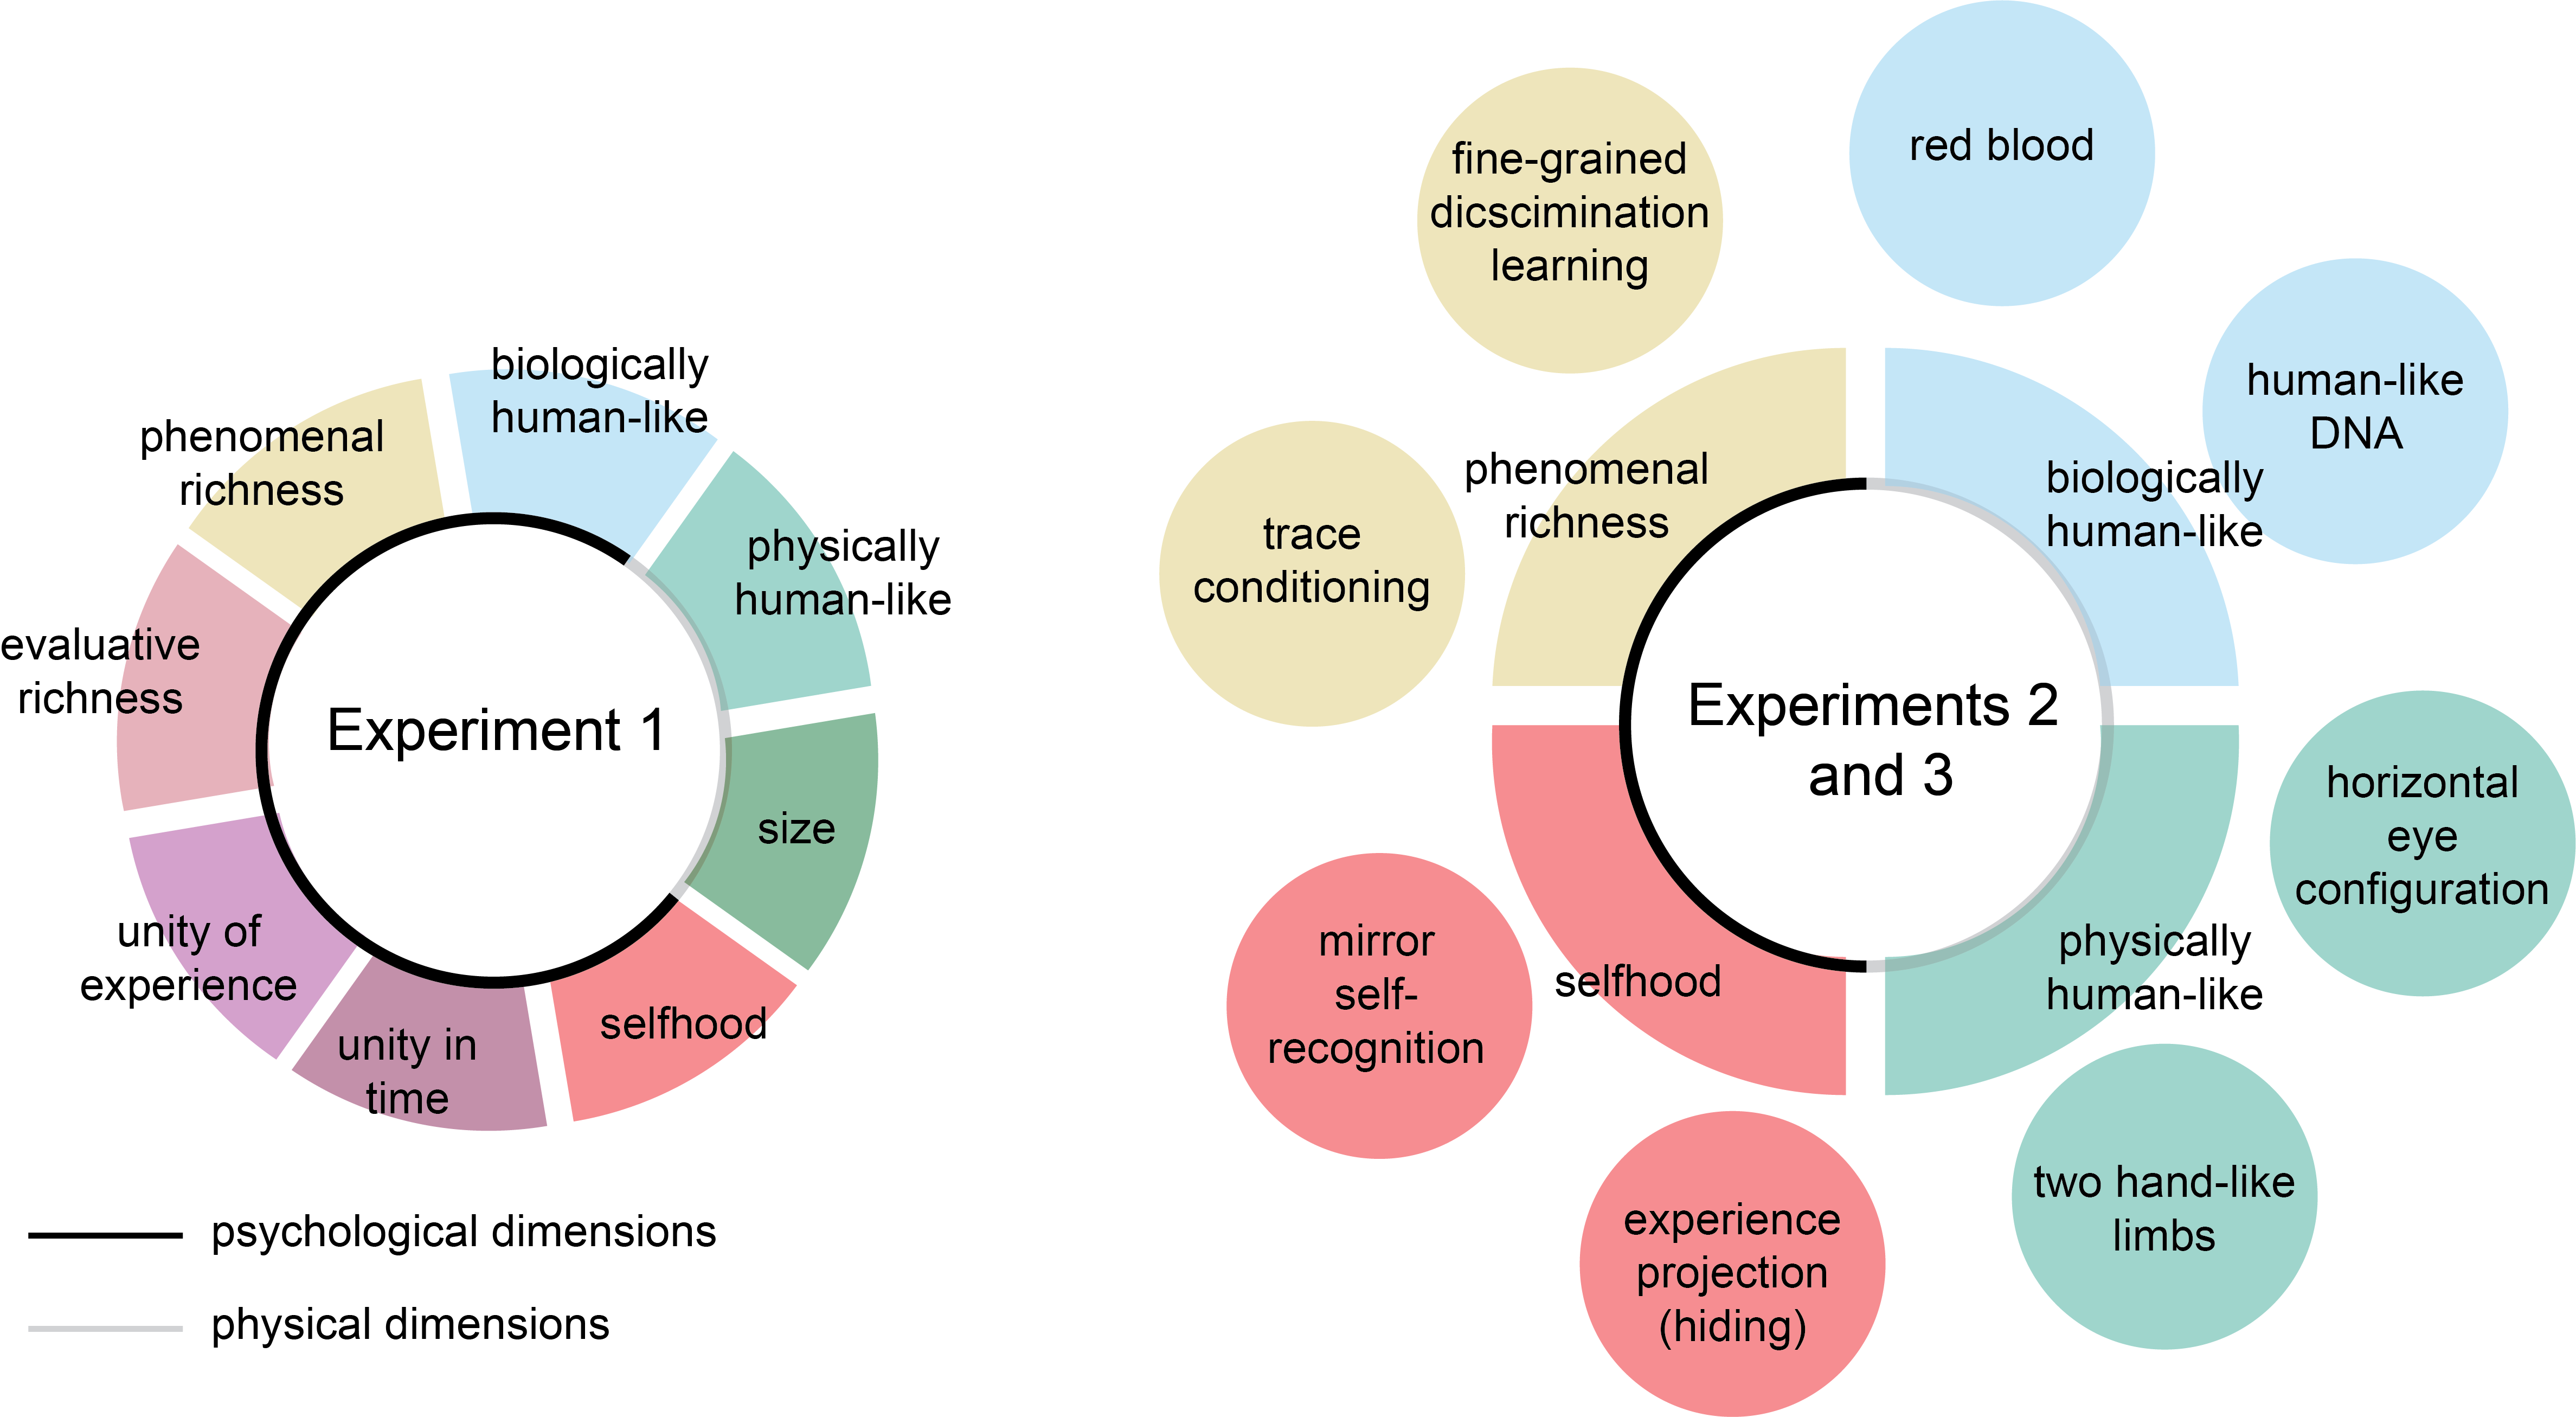 biologically
human-like
phenomenal
richness
physically
human-like
evaluative
richness
Experiment 1
size
unity of
experience
selfhood
unity in
time
psychological dimensions
physical dimensions
red blood
fine-grained
dicscimination
learning
human-like
DNA
phenomenal
richness
biologically
human-like
trace
conditioning
Experiments 2
and 3
horizontal
eye
configuration
mirror
self-
recognition
selfhood
physically
human-like
two hand-like
limbs
experience
projection
(hiding)